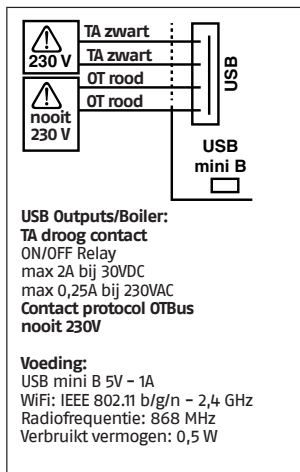 TA zwart
230 V
TA zwart
OT rood
OT rood
nooit
230 V
USB
USB
mini B
USB Outputs/Boiler:
TA droog contact
ON/OFF Relay
max 2A bij 30VDC
max 0,25A bij 230VAC
Contact protocol OTBus
nooit 230V
Voeding:
USB mini B 5V - 1A
WiFi: IEEE 802.11 b/g/n - 2,4 GHz
Radiofrequentie: 868 MHz
Verbruikt vermogen: 0,5 W